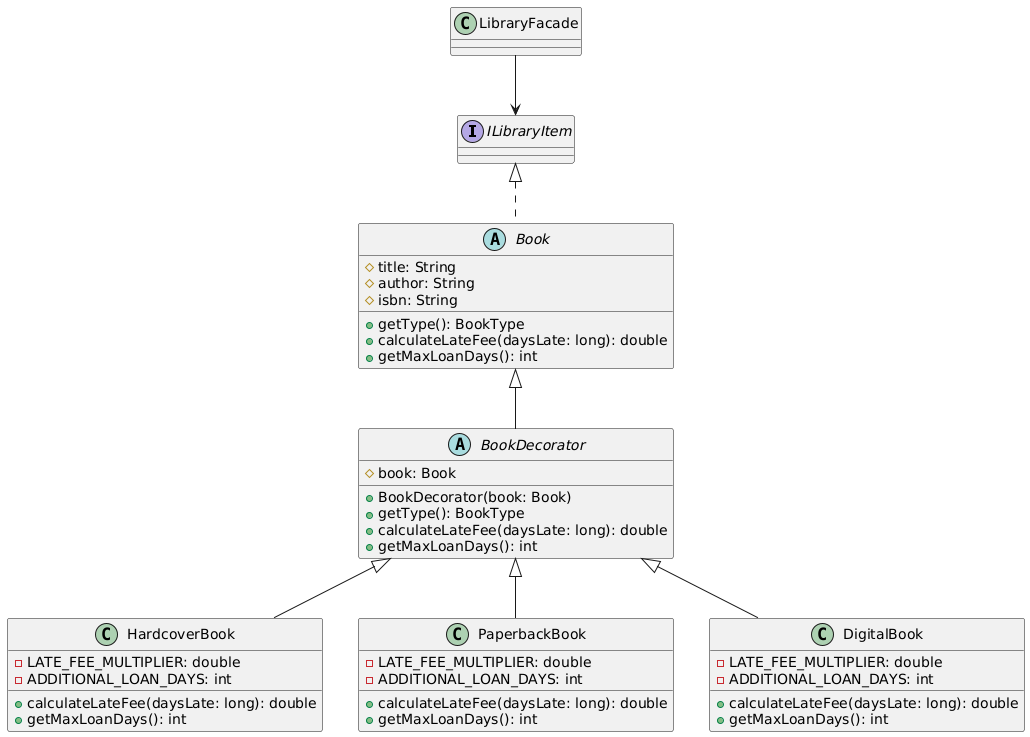 C LibraryFacade
I ILibraryItem
A Book
title: String
author: String
isbn: String
getType(): BookType
calculateLateFee(daysLate: long): double
getMaxLoanDays(): int
A BookDecorator
book: Book
BookDecorator(book: Book)
getType(): BookType
calculateLateFee(daysLate: long): double
getMaxLoanDays(): int
C HardcoverBook
LATE_FEE_MULTIPLIER: double
ADDITIONAL_LOAN_DAYS: int
calculateLateFee(daysLate: long): double
getMaxLoanDays(): int
C PaperbackBook
LATE_FEE_MULTIPLIER: double
ADDITIONAL_LOAN_DAYS: int
calculateLateFee(daysLate: long): double
getMaxLoanDays(): int
C DigitalBook
LATE_FEE_MULTIPLIER: double
ADDITIONAL_LOAN_DAYS: int
calculateLateFee(daysLate: long): double
getMaxLoanDays(): int